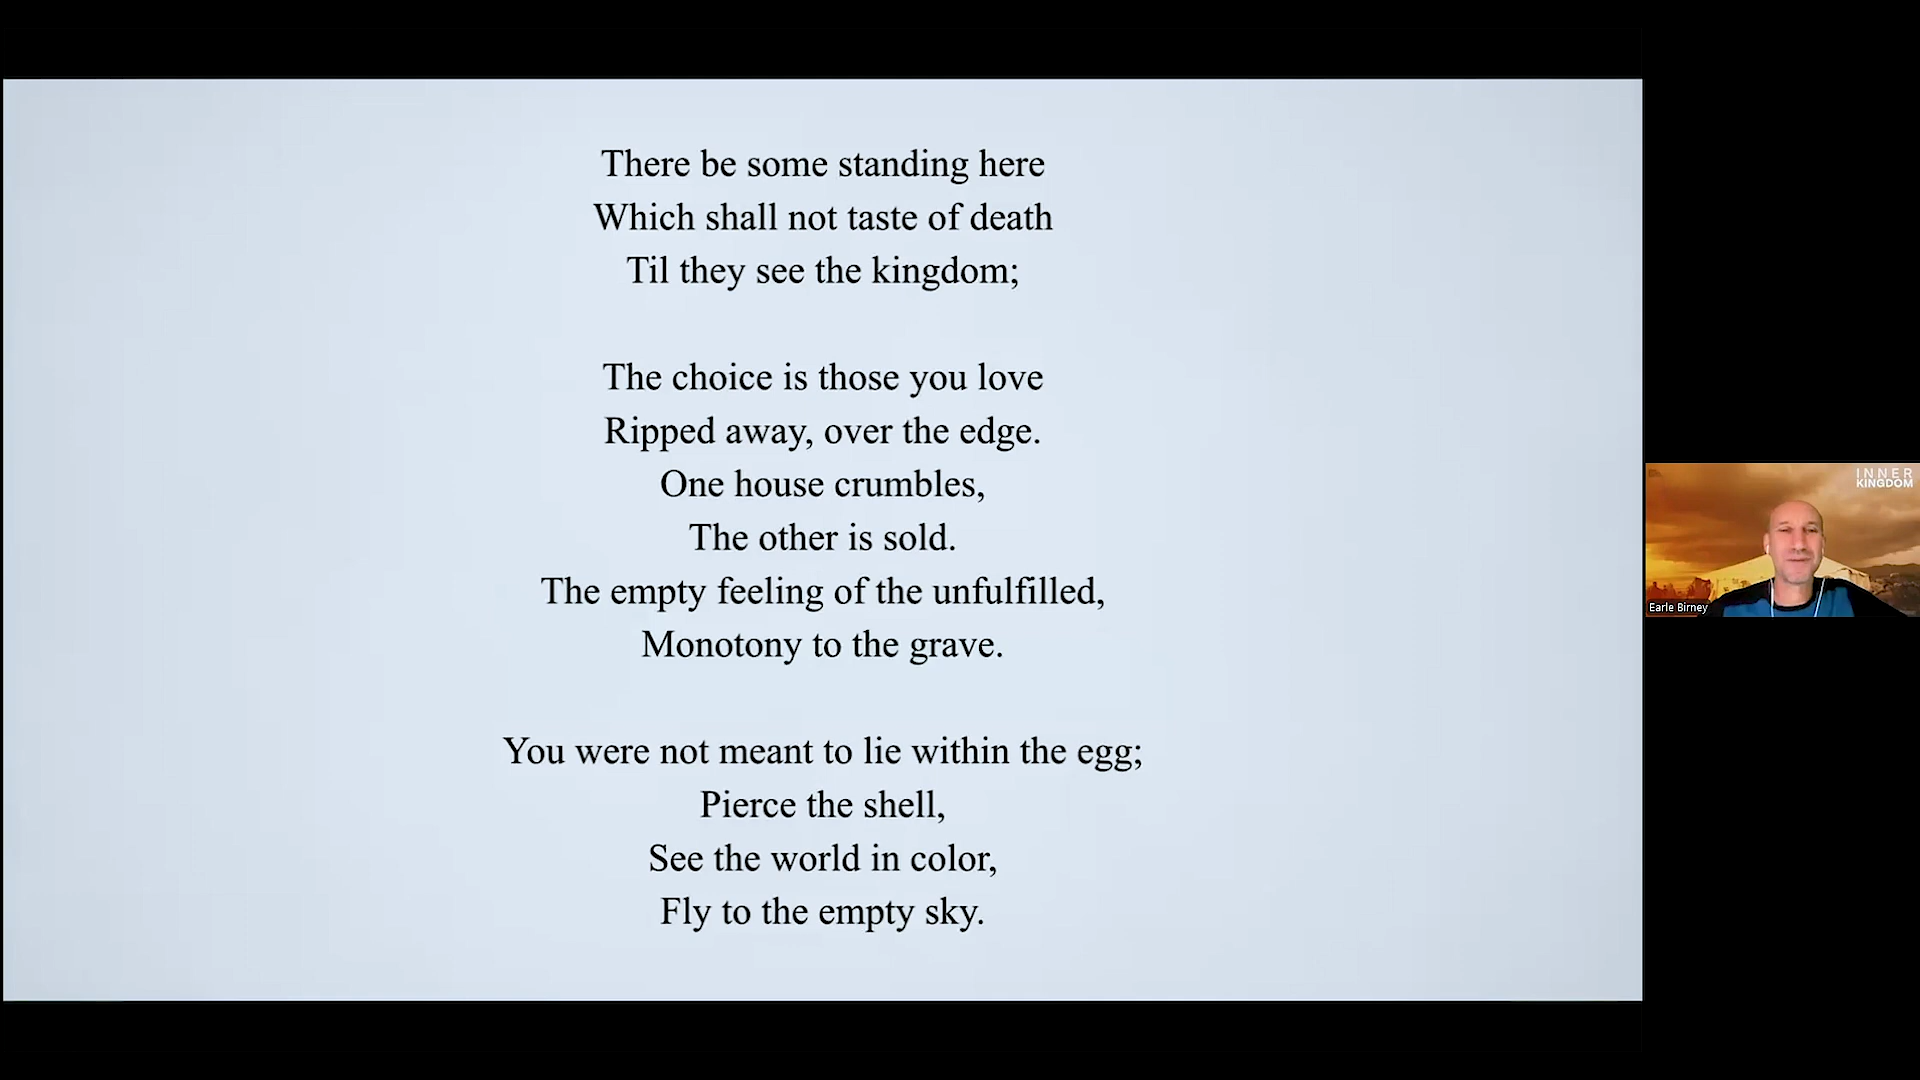 There be some standing here
Which shall not taste of death
Til they see the kingdom;
The choice is those you love
Ripped away, over the edge.
One house crumbles,
The other is sold.
The empty feeling of the unfulfilled,
Monotony to the grave.
You were not meant to lie within the egg;
Pierce the shell,
See the world in color,
Fly to the empty sky.
INNER
KINGDOM
Earle Birney